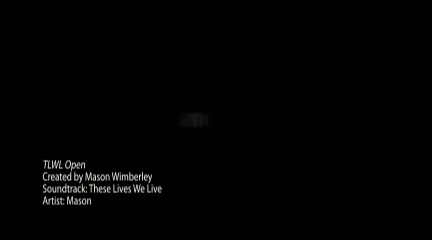 TLWL Open
Created by Mason Wimberley
Soundtrack: These Lives We Live
Artist: Mason